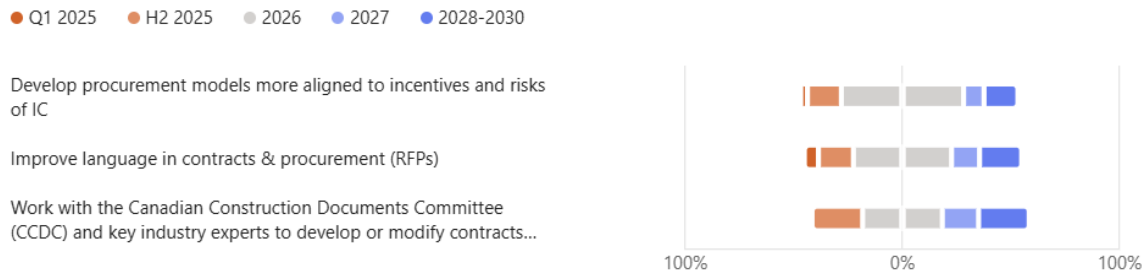 Q1 2025 H2 2025 2026 2027 2028-2030
Develop procurement models more aligned to incentives and risks
of IC
Improve language in contracts & procurement (RFPs)
Work with the Canadian Construction Documents Committee
(CCDC) and key industry experts to develop or modify contracts...
100% 0% 100%